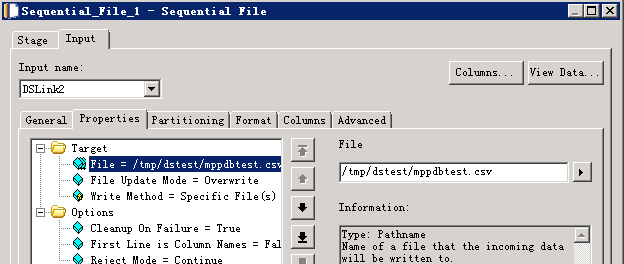 Sequential_File_1 - Sequential File
Stage Input
Input name:
DSLink2
Columns... View Data...
General Properties Partitioning Format Columns Advanced
Target
File = /tmp/dstest/mppdbtest.csv
File Update Mode = Overwrite
Write Method = Specific File(s)
Options
Cleanup On Failure = True
First Line is Column Names = Fal
Reject Mode = Continue
File
/tmp/dstest/mppdbtest.csv
Information:
Type: Pathname
Name of a file that the incoming data
will be written to.